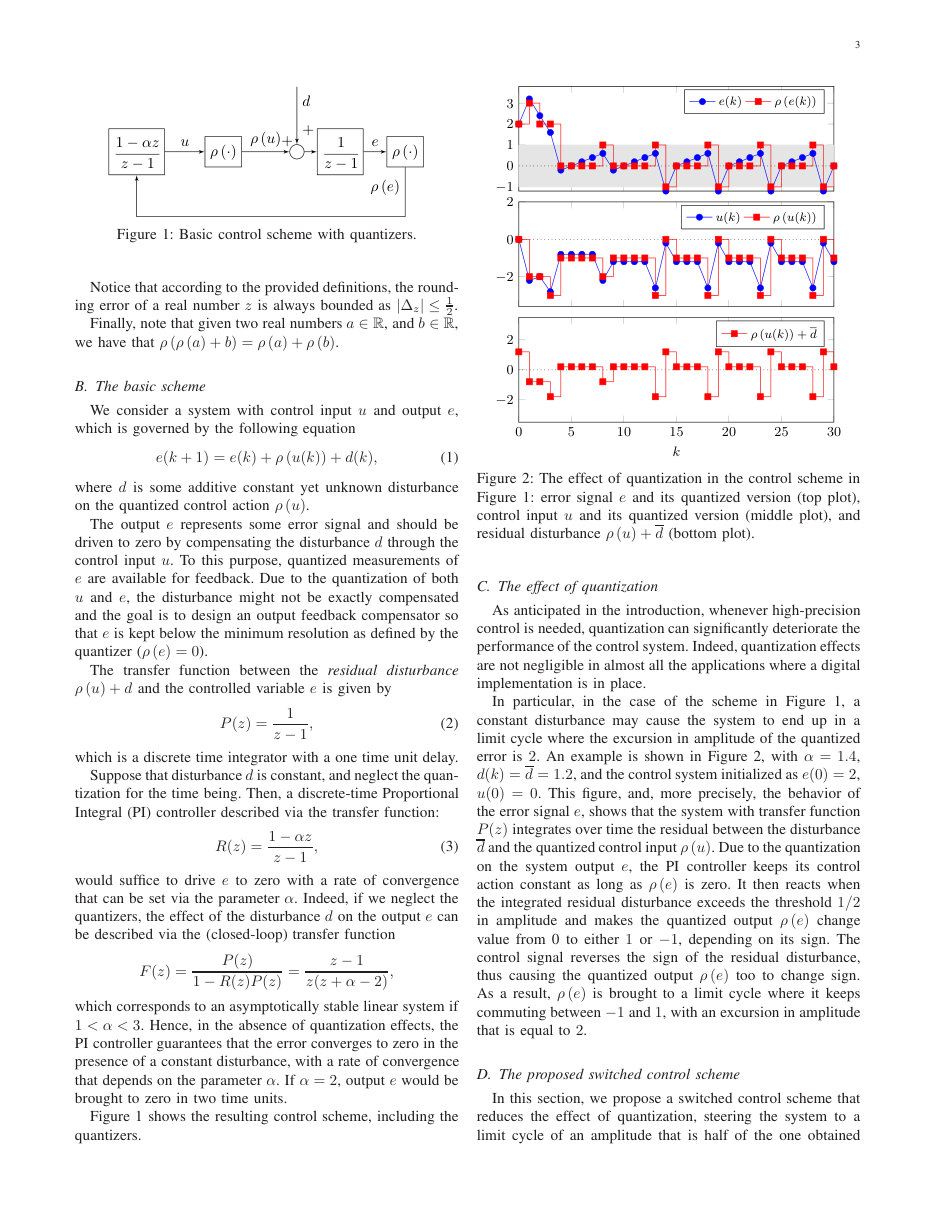 3
d
1 − αz
z − 1
u
ρ (·)
ρ (u)
+
+
1
z − 1
e
ρ (·)
ρ (e)
Figure 1: Basic control scheme with quantizers.
Notice that according to the provided definitions, the round-
ing error of a real number z is always bounded as |Δ_z| ≤ 1/2.
Finally, note that given two real numbers a ∈ ℝ, and b ∈ ℝ,
we have that ρ (ρ (a) + b) = ρ (a) + ρ (b).
B. The basic scheme
We consider a system with control input u and output e,
which is governed by the following equation
e(k + 1) = e(k) + ρ (u(k)) + d(k), (1)
where d is some additive constant yet unknown disturbance
on the quantized control action ρ (u).
The output e represents some error signal and should be
driven to zero by compensating the disturbance d through the
control input u. To this purpose, quantized measurements of
e are available for feedback. Due to the quantization of both
u and e, the disturbance might not be exactly compensated
and the goal is to design an output feedback compensator so
that e is kept below the minimum resolution as defined by the
quantizer (ρ (e) = 0).
The transfer function between the residual disturbance
ρ (u) + d and the controlled variable e is given by
P(z) = 1/(z − 1), (2)
which is a discrete time integrator with a one time unit delay.
Suppose that disturbance d is constant, and neglect the quan-
tization for the time being. Then, a discrete-time Proportional
Integral (PI) controller described via the transfer function:
R(z) = (1 − αz)/(z − 1), (3)
would suffice to drive e to zero with a rate of convergence
that can be set via the parameter α. Indeed, if we neglect the
quantizers, the effect of the disturbance d on the output e can
be described via the (closed-loop) transfer function
F(z) = P(z)/(1 − R(z)P(z)) = (z − 1)/(z(z + α − 2)),
which corresponds to an asymptotically stable linear system if
1 < α < 3. Hence, in the absence of quantization effects, the
PI controller guarantees that the error converges to zero in the
presence of a constant disturbance, with a rate of convergence
that depends on the parameter α. If α = 2, output e would be
brought to zero in two time units.
Figure 1 shows the resulting control scheme, including the
quantizers.
e(k) ρ (e(k))
3
2
1
0
−1
u(k) ρ (u(k))
2
0
−2
ρ (u(k)) + d̅
2
0
−2
0 5 10 15 20 25 30
k
Figure 2: The effect of quantization in the control scheme in
Figure 1: error signal e and its quantized version (top plot),
control input u and its quantized version (middle plot), and
residual disturbance ρ (u) + d̅ (bottom plot).
C. The effect of quantization
As anticipated in the introduction, whenever high-precision
control is needed, quantization can significantly deteriorate the
performance of the control system. Indeed, quantization effects
are not negligible in almost all the applications where a digital
implementation is in place.
In particular, in the case of the scheme in Figure 1, a
constant disturbance may cause the system to end up in a
limit cycle where the excursion in amplitude of the quantized
error is 2. An example is shown in Figure 2, with α = 1.4,
d(k) = d̅ = 1.2, and the control system initialized as e(0) = 2,
u(0) = 0. This figure, and, more precisely, the behavior of
the error signal e, shows that the system with transfer function
P(z) integrates over time the residual between the disturbance
d̅ and the quantized control input ρ (u). Due to the quantization
on the system output e, the PI controller keeps its control
action constant as long as ρ (e) is zero. It then reacts when
the integrated residual disturbance exceeds the threshold 1/2
in amplitude and makes the quantized output ρ (e) change
value from 0 to either 1 or −1, depending on its sign. The
control signal reverses the sign of the residual disturbance,
thus causing the quantized output ρ (e) too to change sign.
As a result, ρ (e) is brought to a limit cycle where it keeps
commuting between −1 and 1, with an excursion in amplitude
that is equal to 2.
D. The proposed switched control scheme
In this section, we propose a switched control scheme that
reduces the effect of quantization, steering the system to a
limit cycle of an amplitude that is half of the one obtained